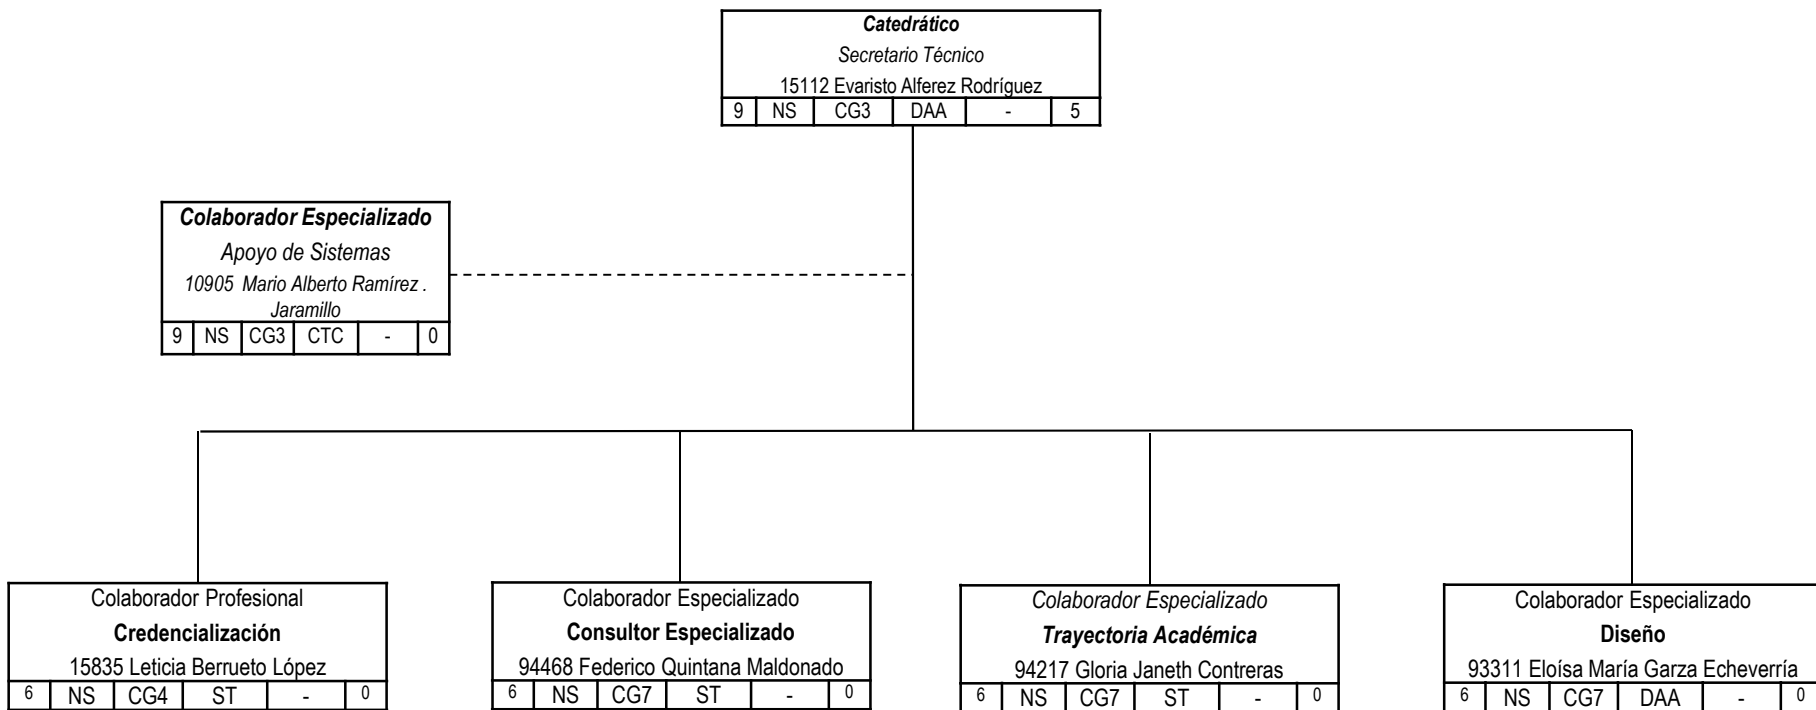 Catedrático
Secretario Técnico
15112 Evaristo Alferez Rodríguez
9 NS CG3 DAA - 5
Colaborador Especializado
Apoyo de Sistemas
10905 Mario Alberto Ramírez .
Jaramillo
9 NS CG3 CTC - 0
Colaborador Profesional
Credencialización
15835 Leticia Berrueto López
6 NS CG4 ST - 0
Colaborador Especializado
Consultor Especializado
94468 Federico Quintana Maldonado
6 NS CG7 ST - 0
Colaborador Especializado
Trayectoria Académica
94217 Gloria Janeth Contreras
6 NS CG7 ST - 0
Colaborador Especializado
Diseño
93311 Eloísa María Garza Echeverría
6 NS CG7 DAA - 0